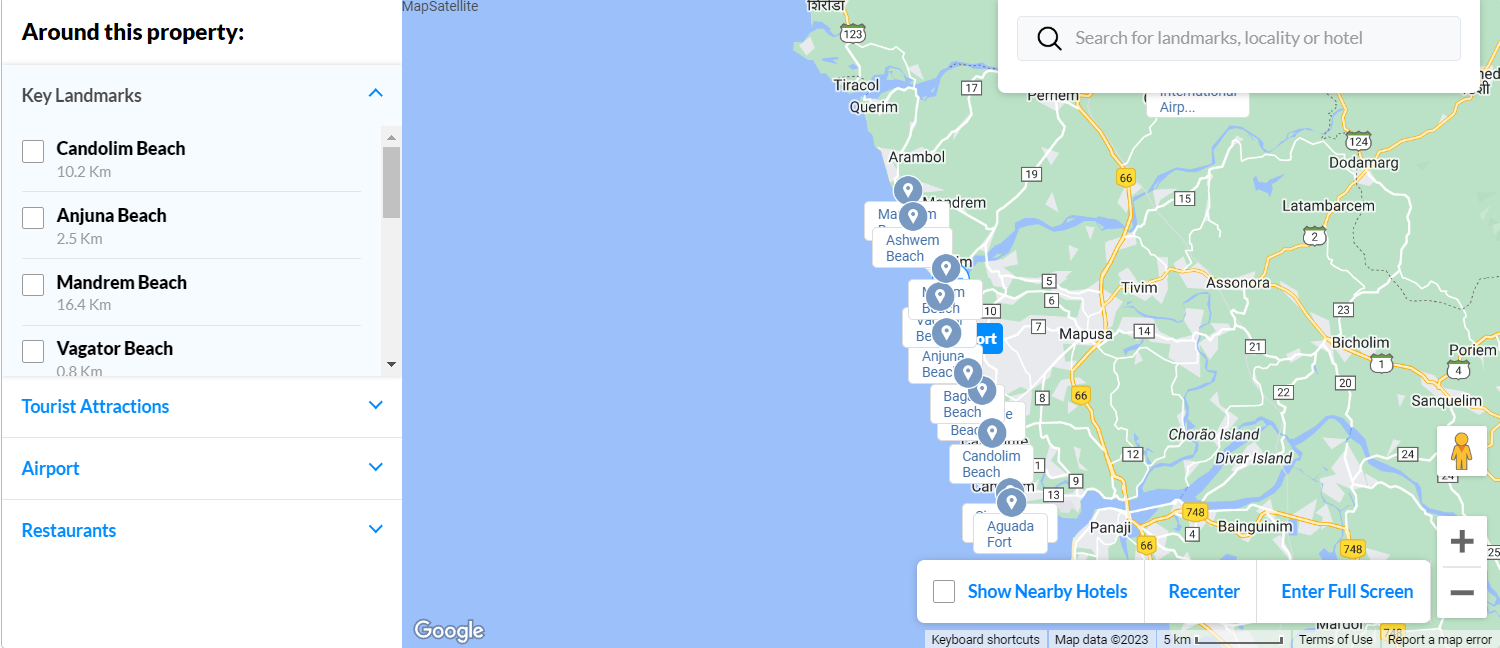 Around this property:
Key Landmarks
Candolim Beach
10.2 Km
Anjuna Beach
2.5 Km
Mandrem Beach
16.4 Km
Vagator Beach
0.8 Km
Tourist Attractions
Airport
Restaurants
MapSatellite
Search for landmarks, locality or hotel
123
Tiracol
Querim
17
Pernem
International
Airp...
Arambol
19
66
15
124
Dodamarg
Latambarcem
2
Mandrem
Ashwem
Beach
Tivim
Assonora
5
6
10
7
Mapusa
14
23
21
Bicholim
1
Poriem
4
Anjuna
Beach
8
66
20
22
Sanquelim
Beach
Candolim
Beach
Chorão Island
Divar Island
12
24
1
9
13
Aguada
Fort
Panaji
748
4
Bainguinim
66
748
Show Nearby Hotels
Recenter
Enter Full Screen
Google
Keyboard shortcuts
Map data ©2023
5 km
Terms of Use
Report a map error